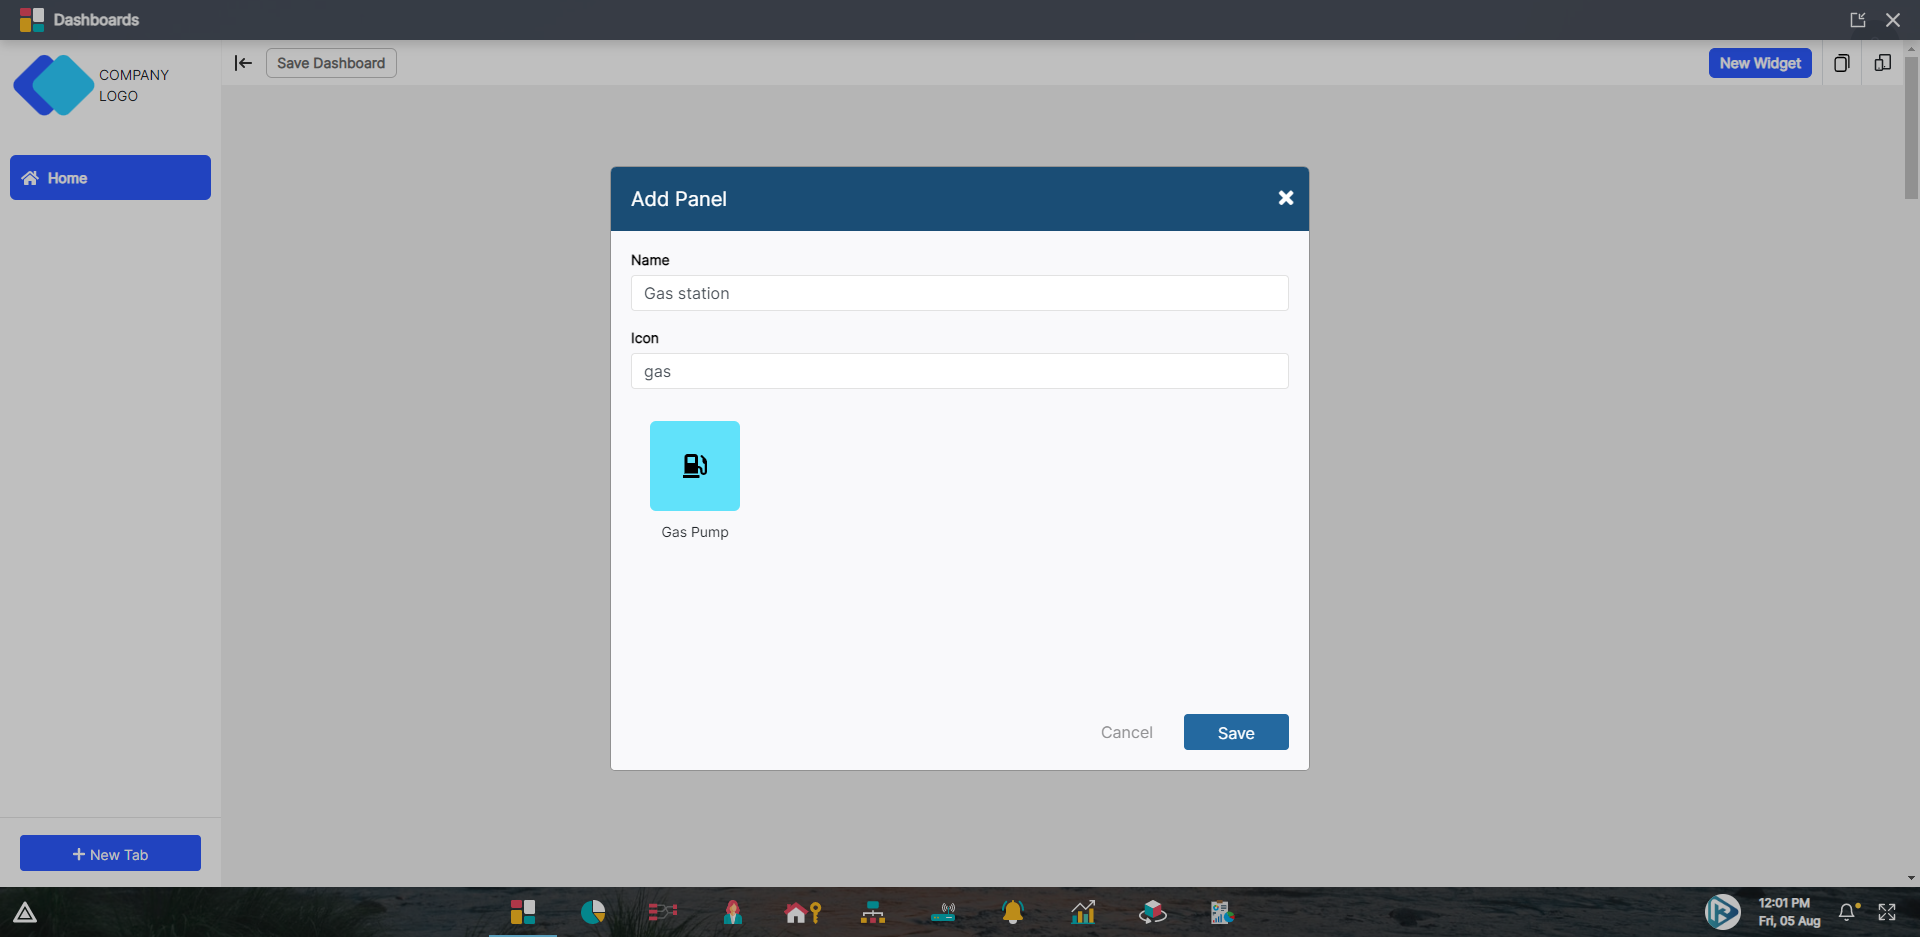 Dashboards
COMPANY
LOGO
Save Dashboard
New Widget
Home
Add Panel
Name
Gas station
Icon
gas
Gas Pump
Cancel
Save
New Tab
12:01 PM
Fri, 05 Aug